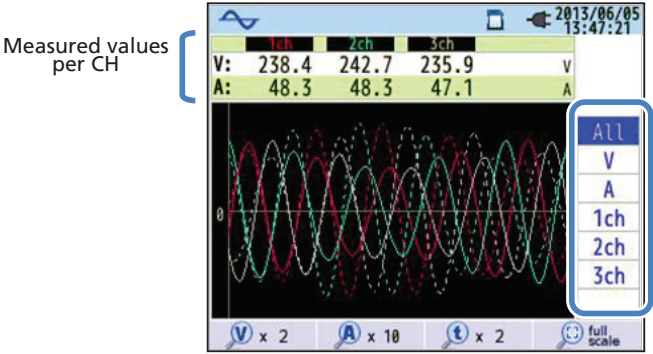 2013/06/05
13:47:21
Measured values
per CH
1ch 2ch 3ch
V: 238.4 242.7 235.9 V
A: 48.3 48.3 47.1 A
All
V
A
1ch
2ch
3ch
0
V x 2 A x 10 t x 2 full
scale